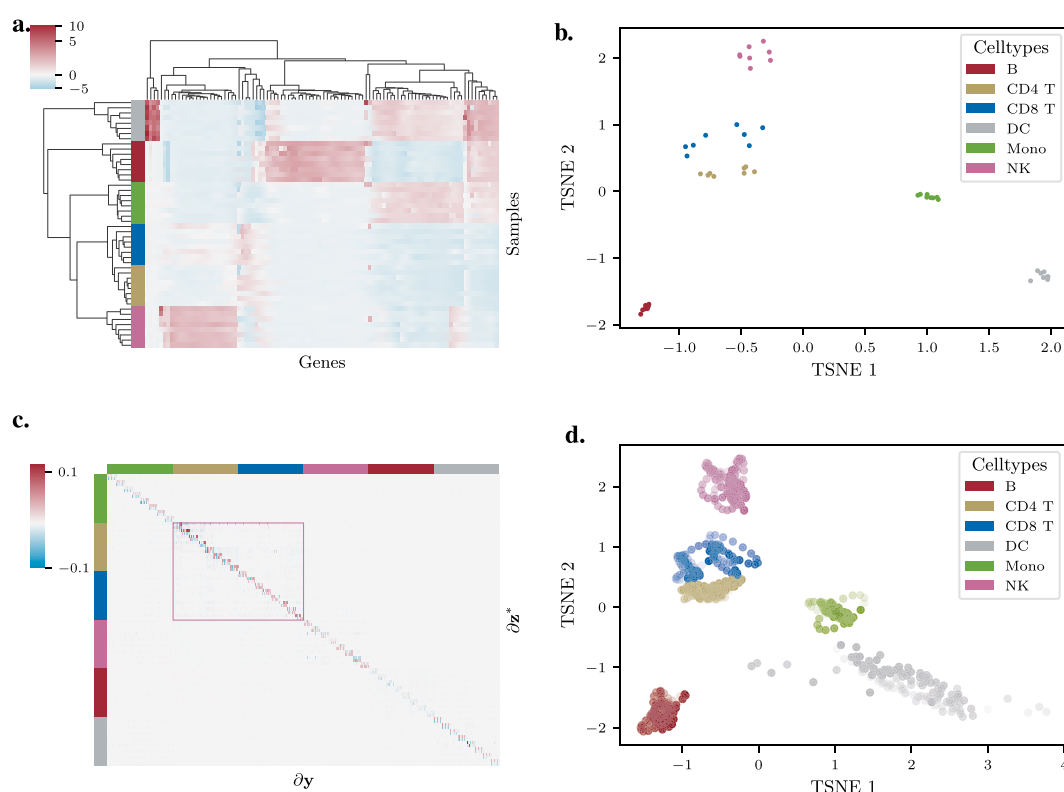 a.
10
5
0
−5
Samples
Genes
b.
2
1
0
−1
−2
TSNE 2
−1.0 −0.5 0.0 0.5 1.0 1.5 2.0
TSNE 1
Celltypes
B
CD4 T
CD8 T
DC
Mono
NK
c.
0.1
−0.1
∂z*
∂y
d.
2
1
0
−1
−2
TSNE 2
−1 0 1 2 3 4
TSNE 1
Celltypes
B
CD4 T
CD8 T
DC
Mono
NK